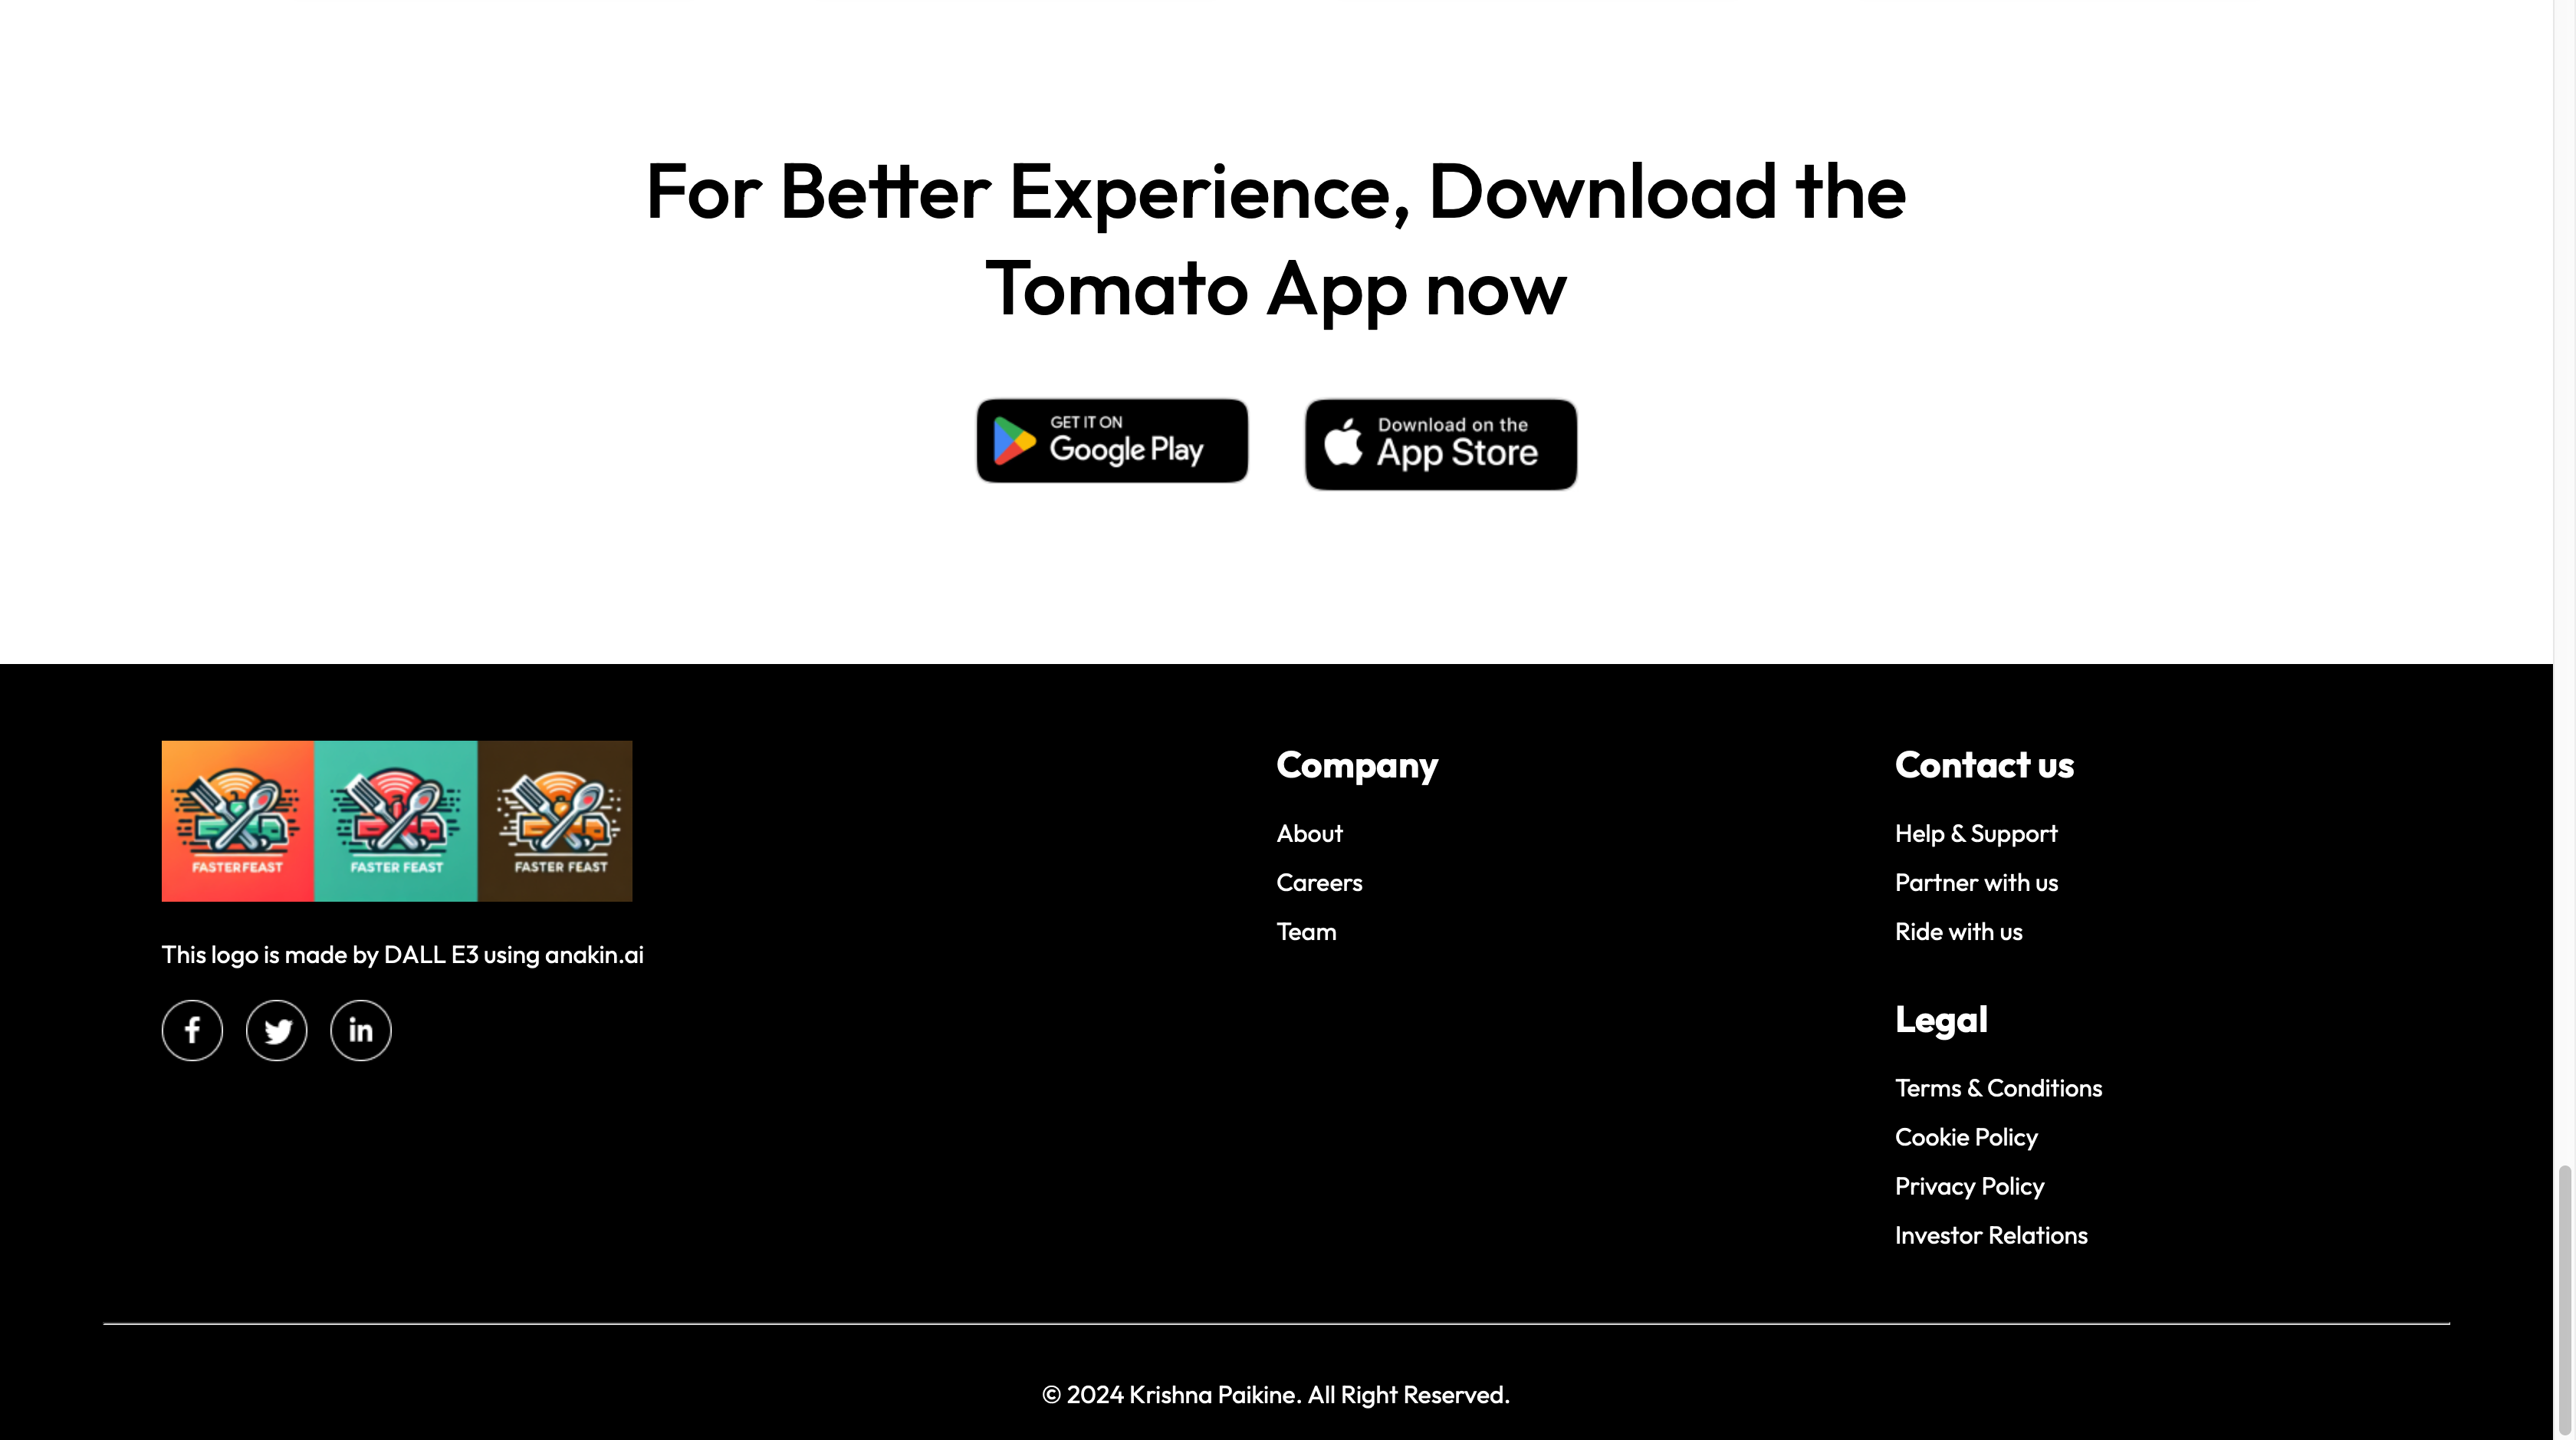 For Better Experience, Download the
Tomato App now
GET IT ON
Google Play
Download on the
App Store
FASTER FEAST
FASTER FEAST
FASTER FEAST
This logo is made by DALL E3 using anakin.ai
f
in
Company
About
Careers
Team
Contact us
Help & Support
Partner with us
Ride with us
Legal
Terms & Conditions
Cookie Policy
Privacy Policy
Investor Relations
© 2024 Krishna Paikine. All Right Reserved.